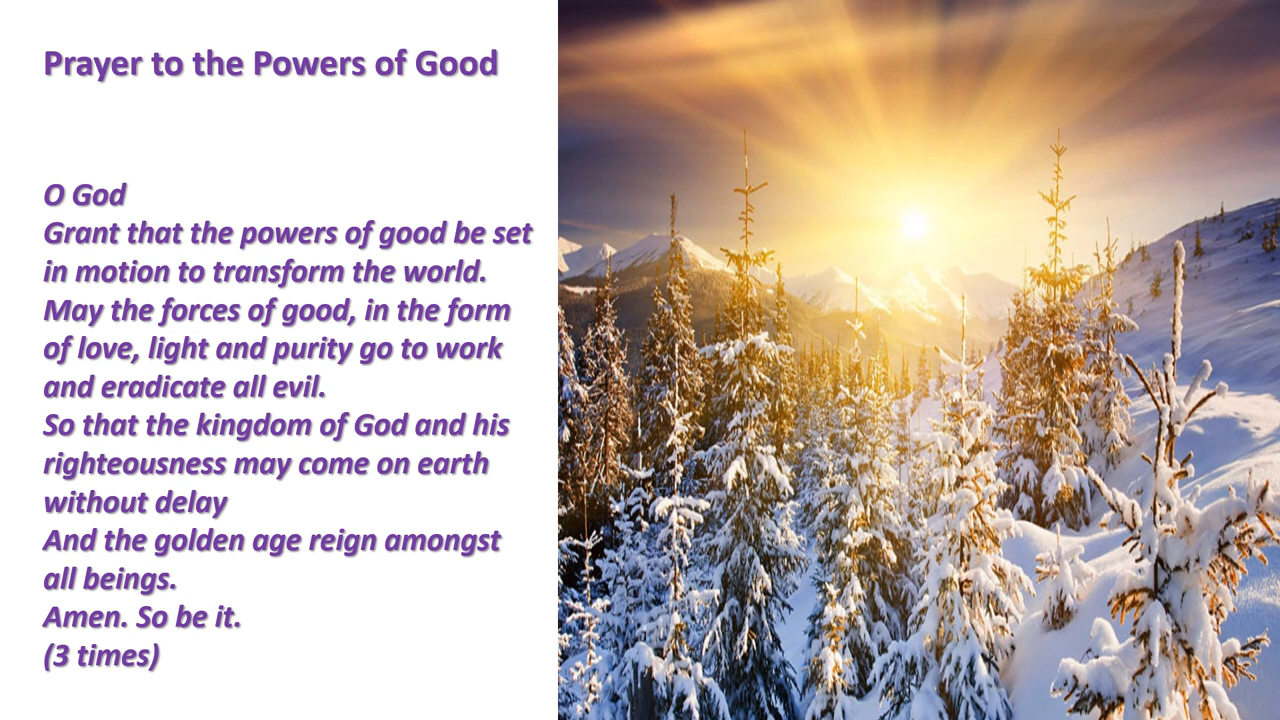 Prayer to the Powers of Good
O God
Grant that the powers of good be set
in motion to transform the world.
May the forces of good, in the form
of love, light and purity go to work
and eradicate all evil.
So that the kingdom of God and his
righteousness may come on earth
without delay
And the golden age reign amongst
all beings.
Amen. So be it.
(3 times)